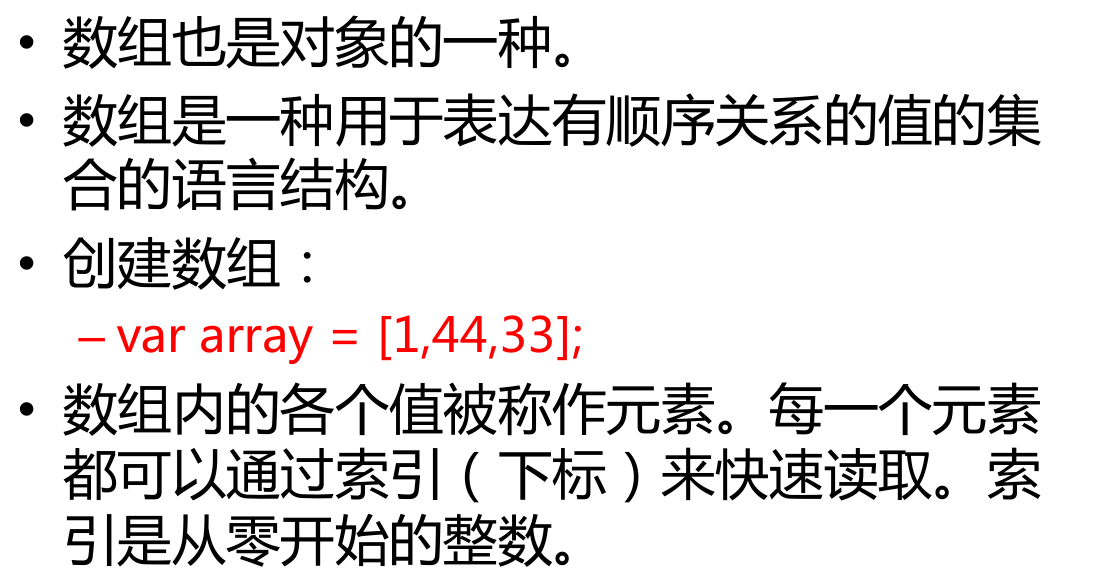 • 数组也是对象的一种。
• 数组是一种用于表达有顺序关系的值的集
合的语言结构。
• 创建数组：
– var array = [1,44,33];
• 数组内的各个值被称作元素。每一个元素
都可以通过索引（下标）来快速读取。索
引是从零开始的整数。